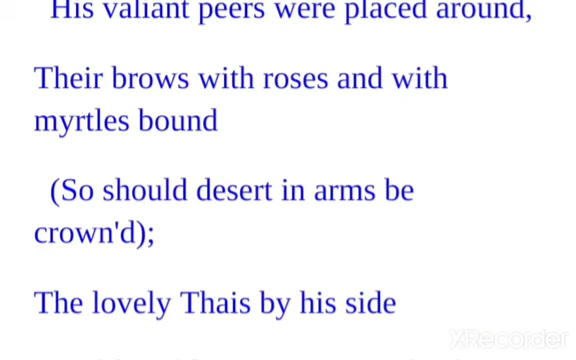 His valiant peers were placed around,
Their brows with roses and with
myrtles bound
(So should desert in arms be
crown'd);
The lovely Thais by his side
XRecorder